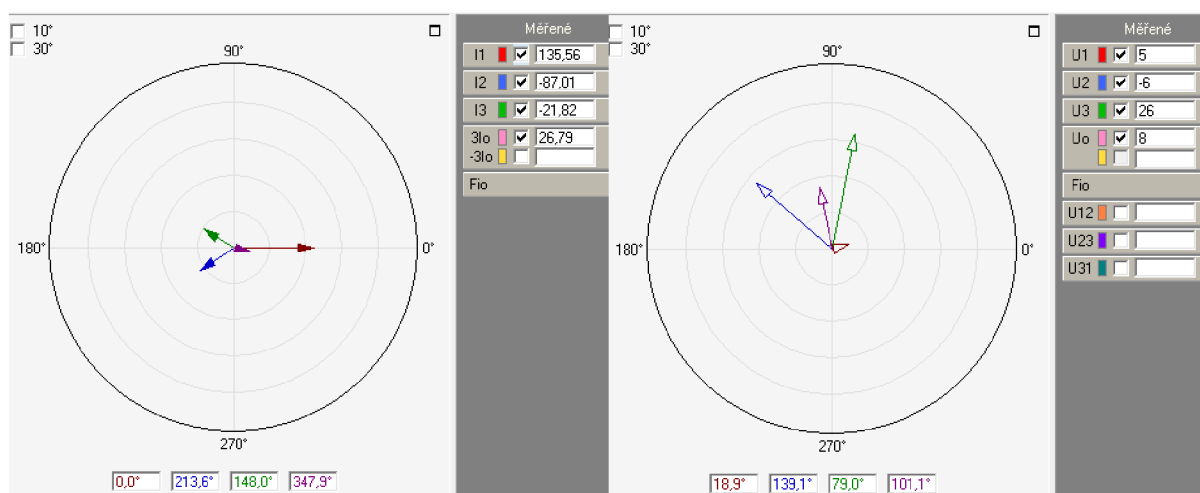 10°
30°
90°
180°
0°
270°
0,0° 213,6° 148,0° 347,9°
Měřené
I1 135,56
I2 -87,01
I3 -21,82
3Io 26,79
-3Io
Fio
10°
30°
90°
180°
0°
270°
18,9° 139,1° 79,0° 101,1°
Měřené
U1 5
U2 -6
U3 26
Uo 8
Fio
U12
U23
U31